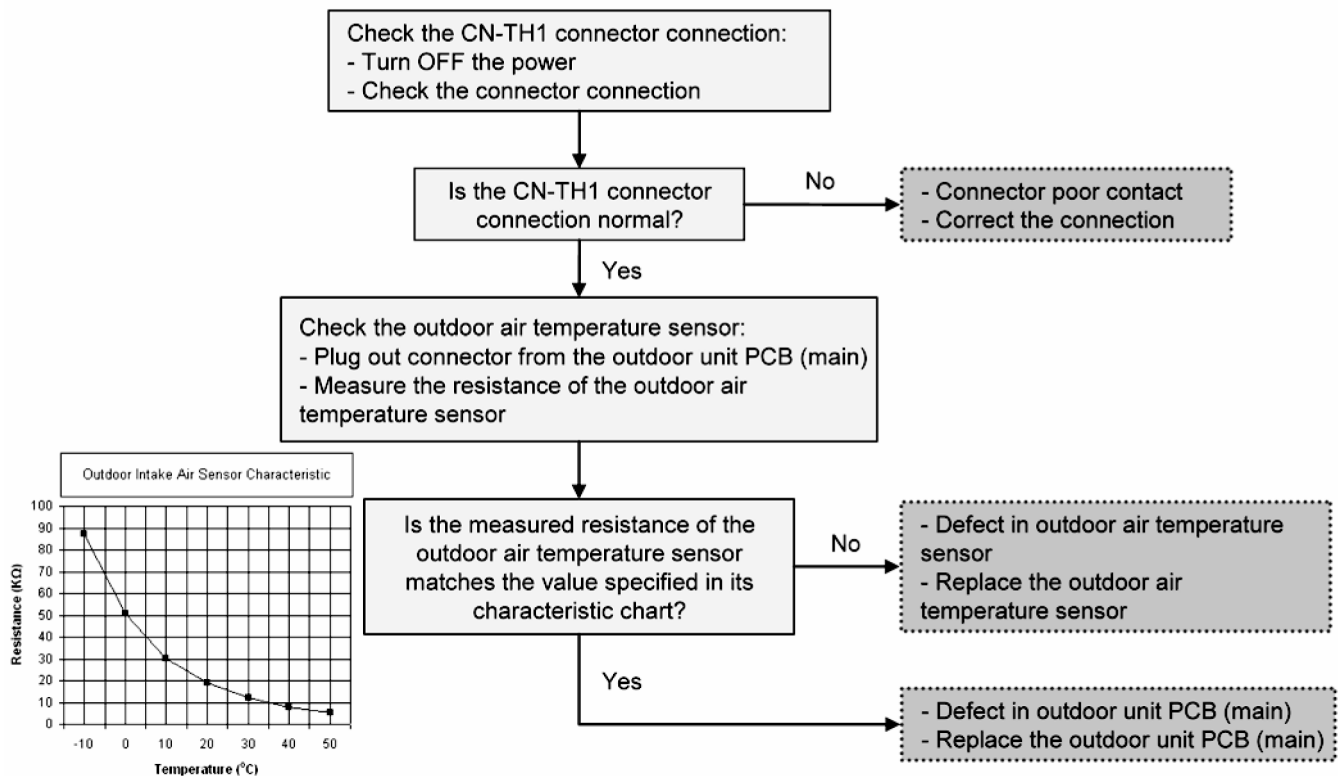 Check the CN-TH1 connector connection:
- Turn OFF the power
- Check the connector connection
Is the CN-TH1 connector
connection normal?
No
- Connector poor contact
- Correct the connection
Yes
Check the outdoor air temperature sensor:
- Plug out connector from the outdoor unit PCB (main)
- Measure the resistance of the outdoor air
temperature sensor
Outdoor Intake Air Sensor Characteristic
Resistance (KΩ)
100
90
80
70
60
50
40
30
20
10
0
-10 0 10 20 30 40 50
Temperature (°C)
Is the measured resistance of the
outdoor air temperature sensor
matches the value specified in its
characteristic chart?
No
- Defect in outdoor air temperature
sensor
- Replace the outdoor air
temperature sensor
Yes
- Defect in outdoor unit PCB (main)
- Replace the outdoor unit PCB (main)